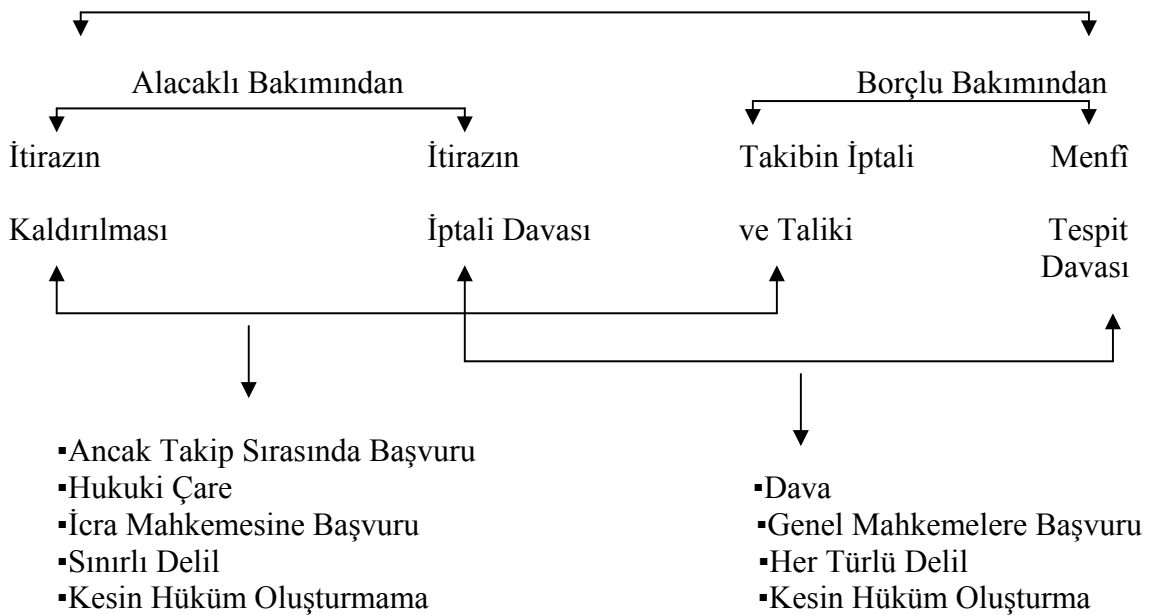 Alacaklı Bakımından Borçlu Bakımından
İtirazın İtirazın Takibin İptali Menfî
Kaldırılması İptali Davası ve Taliki Tespit
Davası
▪Ancak Takip Sırasında Başvuru
▪Hukuki Çare
▪İcra Mahkemesine Başvuru
▪Sınırlı Delil
▪Kesin Hüküm Oluşturmama
▪Dava
▪Genel Mahkemelere Başvuru
▪Her Türlü Delil
▪Kesin Hüküm Oluşturma